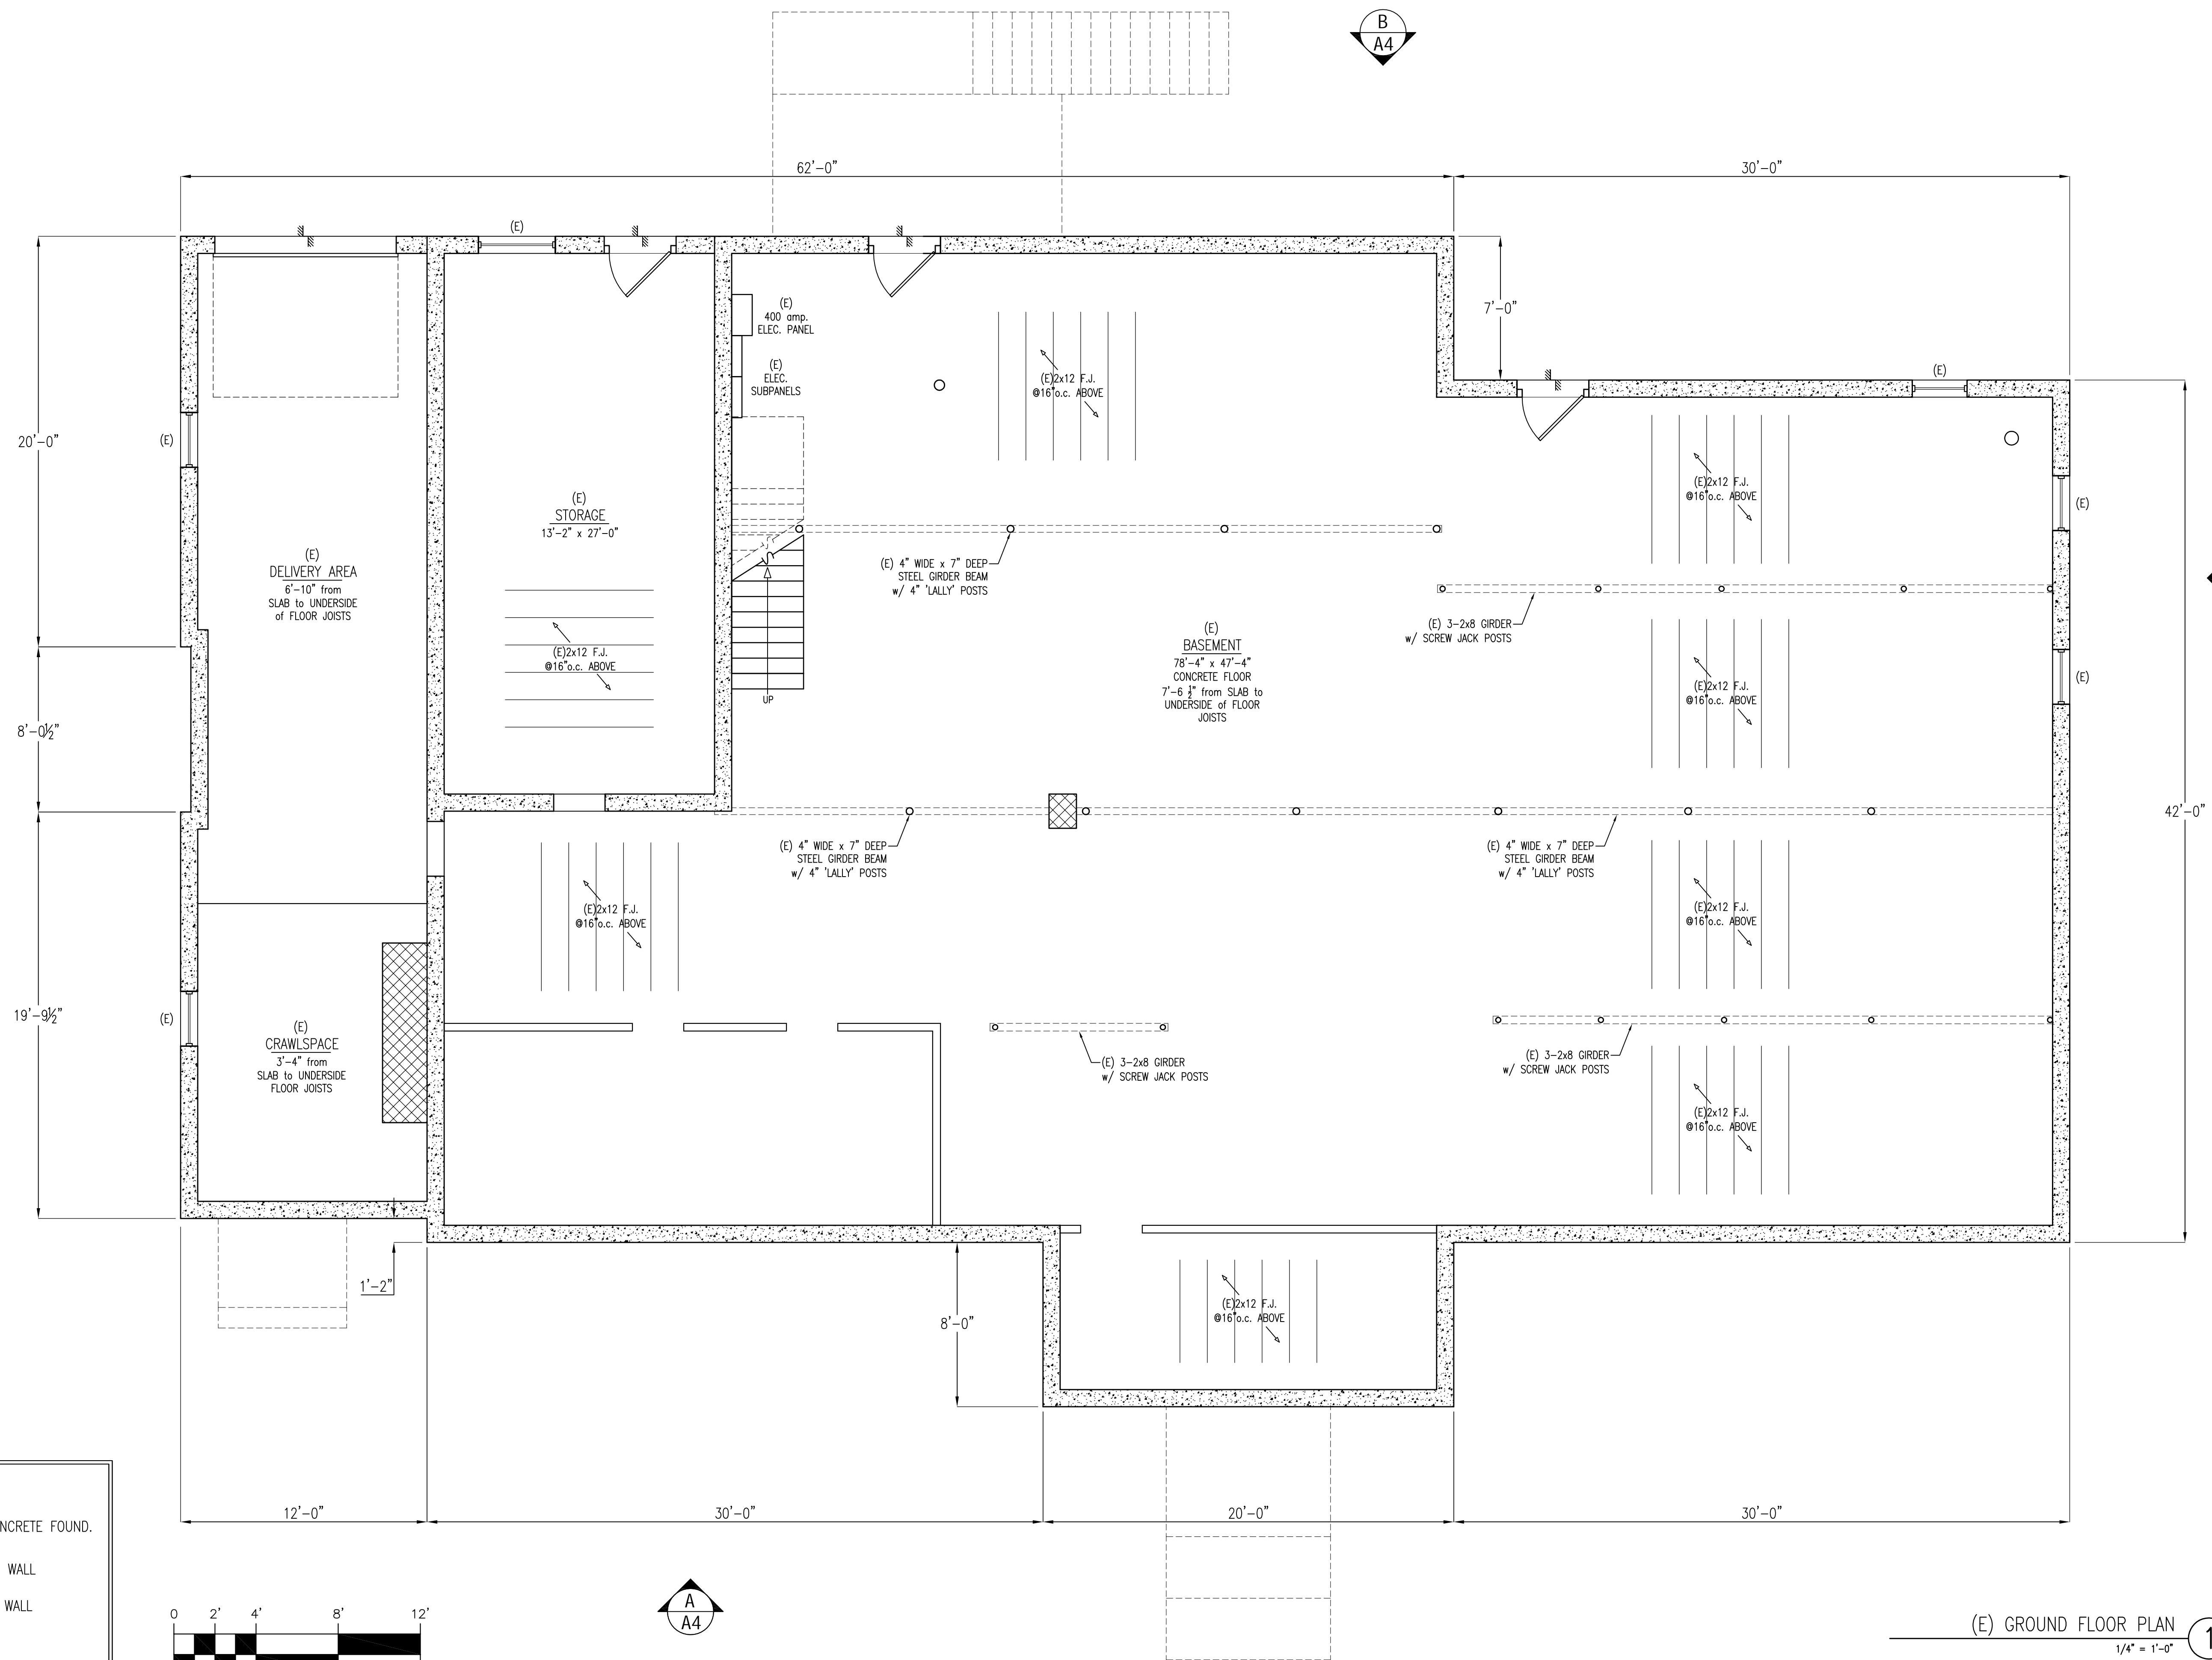 B
A4
62'-0"
30'-0"
(E)
7'-0"
(E)
400 amp.
ELEC. PANEL
(E)
ELEC.
SUBPANELS
(E)2x12 F.J.
@16"o.c. ABOVE
(E)
20'-0"
(E)
(E)2x12 F.J.
@16"o.c. ABOVE
(E)
(E)
STORAGE
13'-2" x 27'-0"
(E)
DELIVERY AREA
6'-10" from
SLAB to UNDERSIDE
of FLOOR JOISTS
(E) 4" WIDE x 7" DEEP
STEEL GIRDER BEAM
w/ 4" 'LALLY' POSTS
(E) 3-2x8 GIRDER
w/ SCREW JACK POSTS
(E)
BASEMENT
78'-4" x 47'-4"
CONCRETE FLOOR
7'-6 ½" from SLAB to
UNDERSIDE of FLOOR
JOISTS
(E)2x12 F.J.
@16"o.c. ABOVE
UP
(E)2x12 F.J.
@16"o.c. ABOVE
(E)
8'-0½"
42'-0"
(E) 4" WIDE x 7" DEEP
STEEL GIRDER BEAM
w/ 4" 'LALLY' POSTS
(E) 4" WIDE x 7" DEEP
STEEL GIRDER BEAM
w/ 4" 'LALLY' POSTS
(E)2x12 F.J.
@16"o.c. ABOVE
(E)2x12 F.J.
@16"o.c. ABOVE
19'-9½"
(E)
(E)
CRAWLSPACE
3'-4" from
SLAB to UNDERSIDE
FLOOR JOISTS
(E) 3-2x8 GIRDER
w/ SCREW JACK POSTS
(E) 3-2x8 GIRDER
w/ SCREW JACK POSTS
(E)2x12 F.J.
@16"o.c. ABOVE
1'-2"
8'-0"
(E)2x12 F.J.
@16"o.c. ABOVE
12'-0"
30'-0"
20'-0"
30'-0"
NCRETE FOUND.
WALL
WALL
0 2' 4' 8' 12'
A
A4
(E) GROUND FLOOR PLAN
1/4" = 1'-0"
1